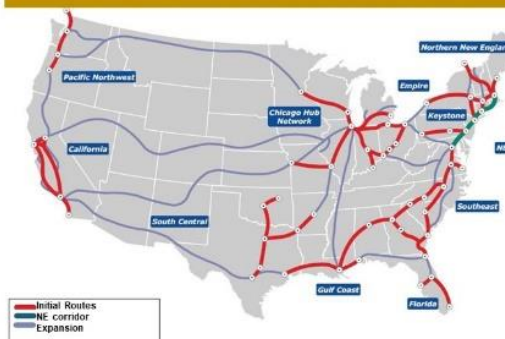 Northern New England
Pacific Northwest
Empire
Chicago Hub
Network
Keystone
California
Southeast
South Central
Gulf Coast
Florida
Initial Routes
NE corridor
Expansion